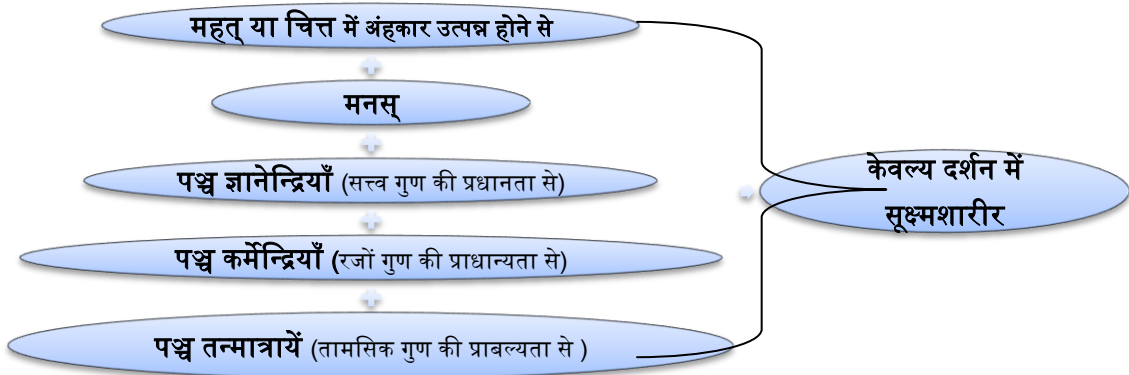 महत् या चित्त में अंहकार उत्पन्न होने से
मनस्
पञ्च ज्ञानेन्द्रियाँ (सत्त्व गुण की प्रधानता से)
पञ्च कर्मेन्द्रियाँ (रजों गुण की प्राधान्यता से)
पञ्च तन्मात्रायें (तामसिक गुण की प्राबल्यता से )
केवल्य दर्शन में
सूक्ष्मशारीर